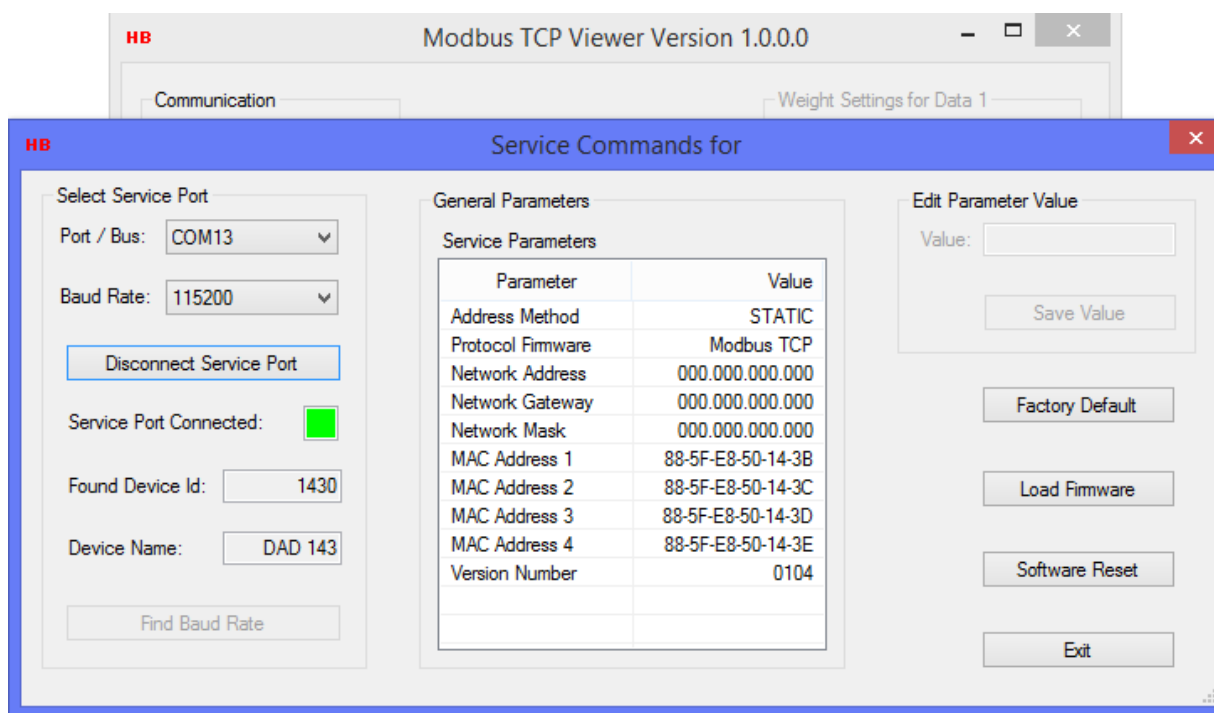 HB Modbus TCP Viewer Version 1.0.0.0
Communication
Weight Settings for Data 1
HB Service Commands for
Select Service Port
Port / Bus: COM13
Baud Rate: 115200
Disconnect Service Port
Service Port Connected:
Found Device Id: 1430
Device Name: DAD 143
Find Baud Rate
General Parameters
Service Parameters
Parameter Value
Address Method STATIC
Protocol Firmware Modbus TCP
Network Address 000.000.000.000
Network Gateway 000.000.000.000
Network Mask 000.000.000.000
MAC Address 1 88-5F-E8-50-14-3B
MAC Address 2 88-5F-E8-50-14-3C
MAC Address 3 88-5F-E8-50-14-3D
MAC Address 4 88-5F-E8-50-14-3E
Version Number 0104
Edit Parameter Value
Value:
Save Value
Factory Default
Load Firmware
Software Reset
Exit